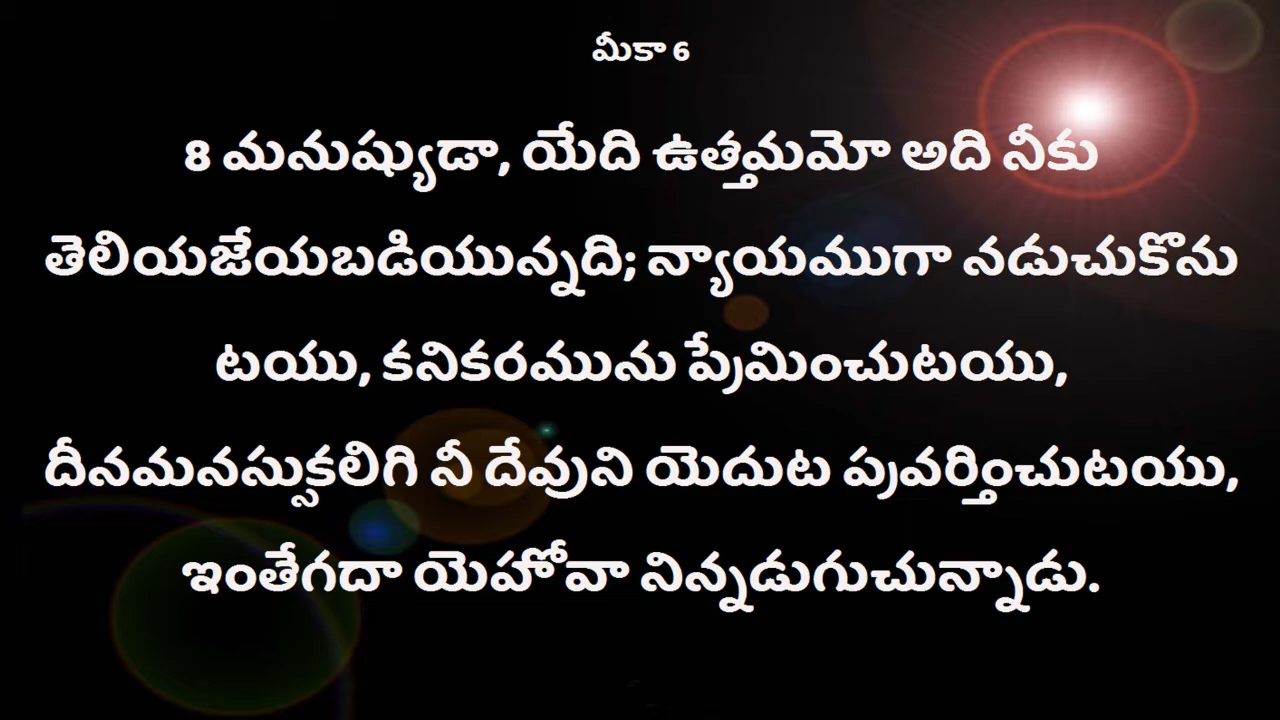 మీకా 6
8 మనుష్యుడా, యేది ఉత్తమమో అది నీకు
తెలియజేయబడియున్నది; న్యాయముగా నడుచుకొను
టయు, కనికరమును ప్రేమించుటయు,
దీనమనస్సుకలిగి నీ దేవుని యెదుట ప్రవర్తించుటయు,
ఇంతేగదా యెహోవా నిన్నడుగుచున్నాడు.